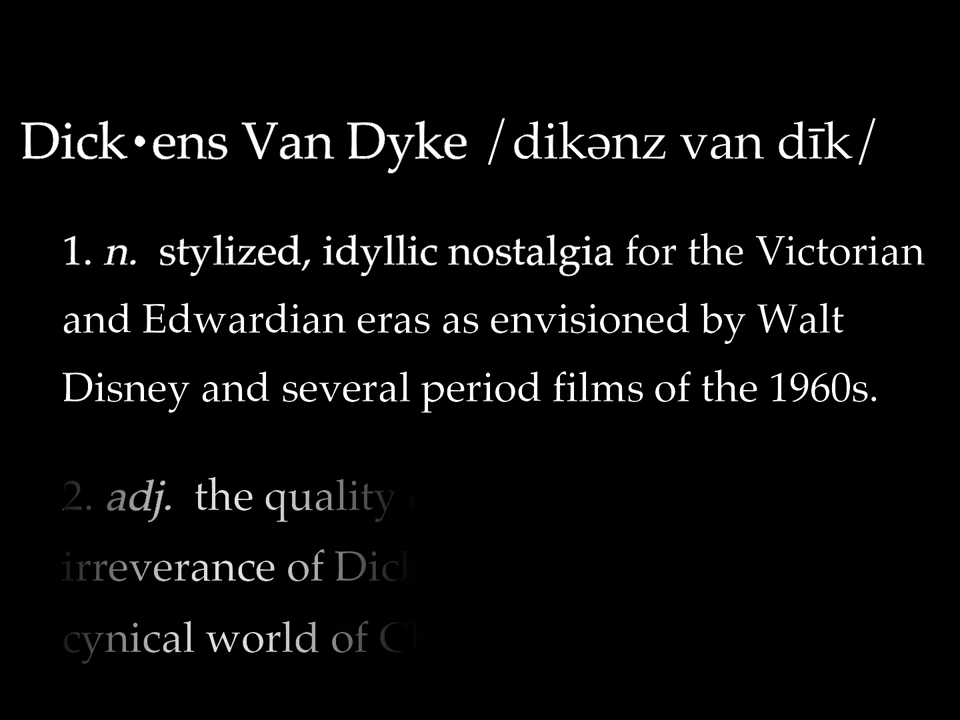 Dick•ens Van Dyke /dikənz van dīk/
1. n. stylized, idyllic nostalgia for the Victorian
and Edwardian eras as envisioned by Walt
Disney and several period films of the 1960s.
2. adj. the quality
irreverance of
cynical world of